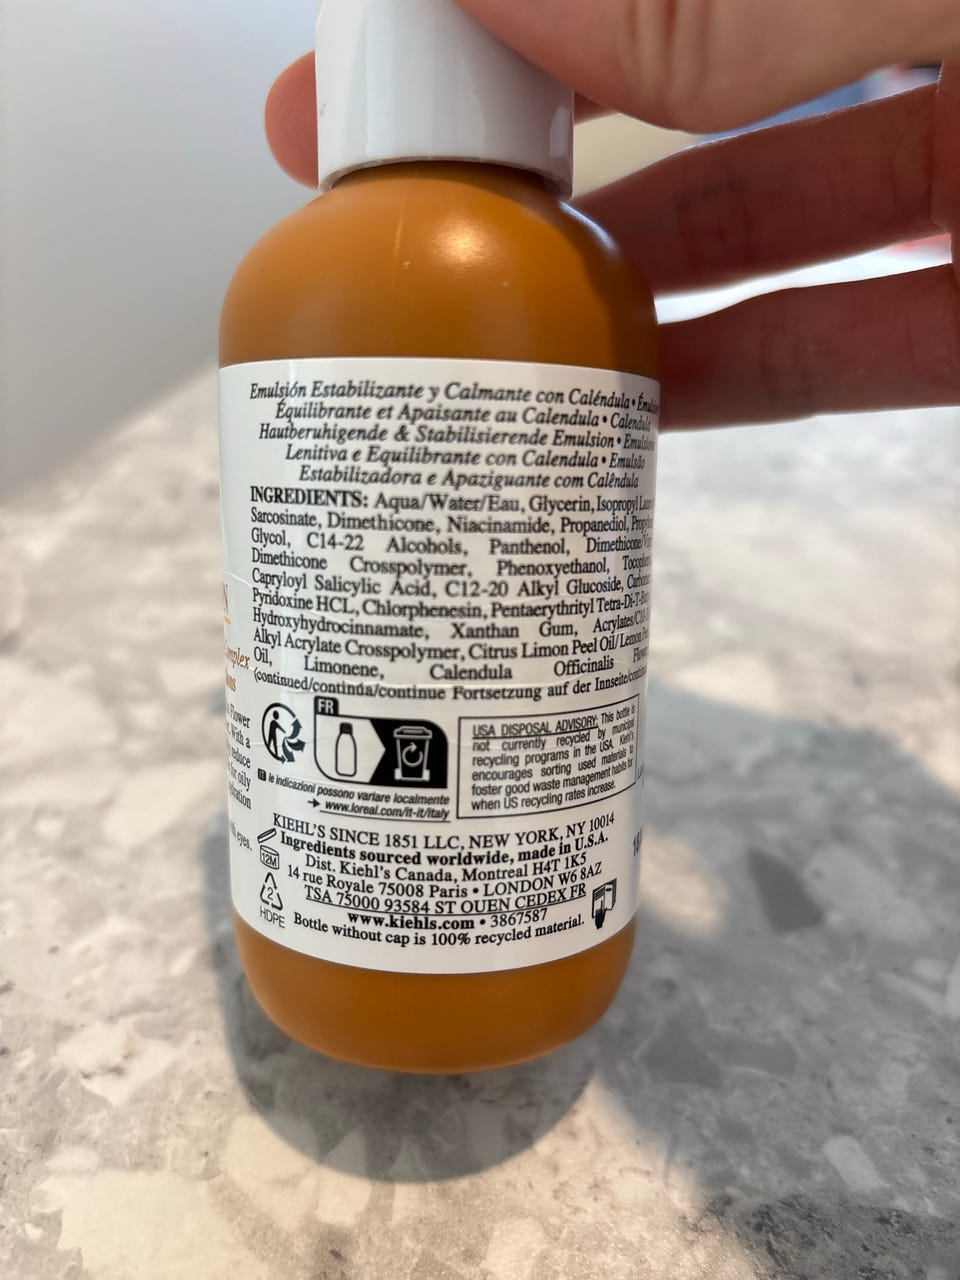 Emulsión Estabilizante y Calmante con Caléndula •
Équilibrante et Apaisante au Calendula • Calendula
Hautberuhigende & Stabilisierende Emulsion •
Lenitiva e Equilibrante con Calendula • Emulsão
Estabilizadora e Apaziguante com Calêndula
INGREDIENTS: Aqua/Water/Eau, Glycerin, Isopropyl
Sarcosinate, Dimethicone, Niacinamide, Propanediol,
Glycol, C14-22 Alcohols, Panthenol,
Dimethicone Crosspolymer, Phenoxyethanol,
Capryloyl Salicylic Acid, C12-20 Alkyl Glucoside,
Pyridoxine HCL, Chlorphenesin, Pentaerythrityl
Hydroxyhydrocinnamate, Xanthan Gum,
Alkyl Acrylate Crosspolymer, Citrus Limon Peel Oil/Lemon
Oil, Limonene, Calendula Officinalis
(continued/continúa/continue Fortsetzung auf der
FR
IT le indicazioni possono variare localmente
www.loreal.com/it-it/italy
USA DISPOSAL ADVISORY: This bottle is
not currently recycled by municipal
recycling programs in the USA. Kiehl's
encourages sorting used materials to
foster good waste management habits for
when US recycling rates increase.
KIEHL'S SINCE 1851 LLC, NEW YORK, NY 10014
Ingredients sourced worldwide, made in U.S.A.
Dist. Kiehl's Canada, Montreal H4T 1K5
14 rue Royale 75008 Paris • LONDON W6 8AZ
TSA 75000 93584 ST OUEN CEDEX FR
www.kiehls.com • 3867587
Bottle without cap is 100% recycled material.
12M
2
HDPE
Flower
With a
reduce
for oily
eyes.